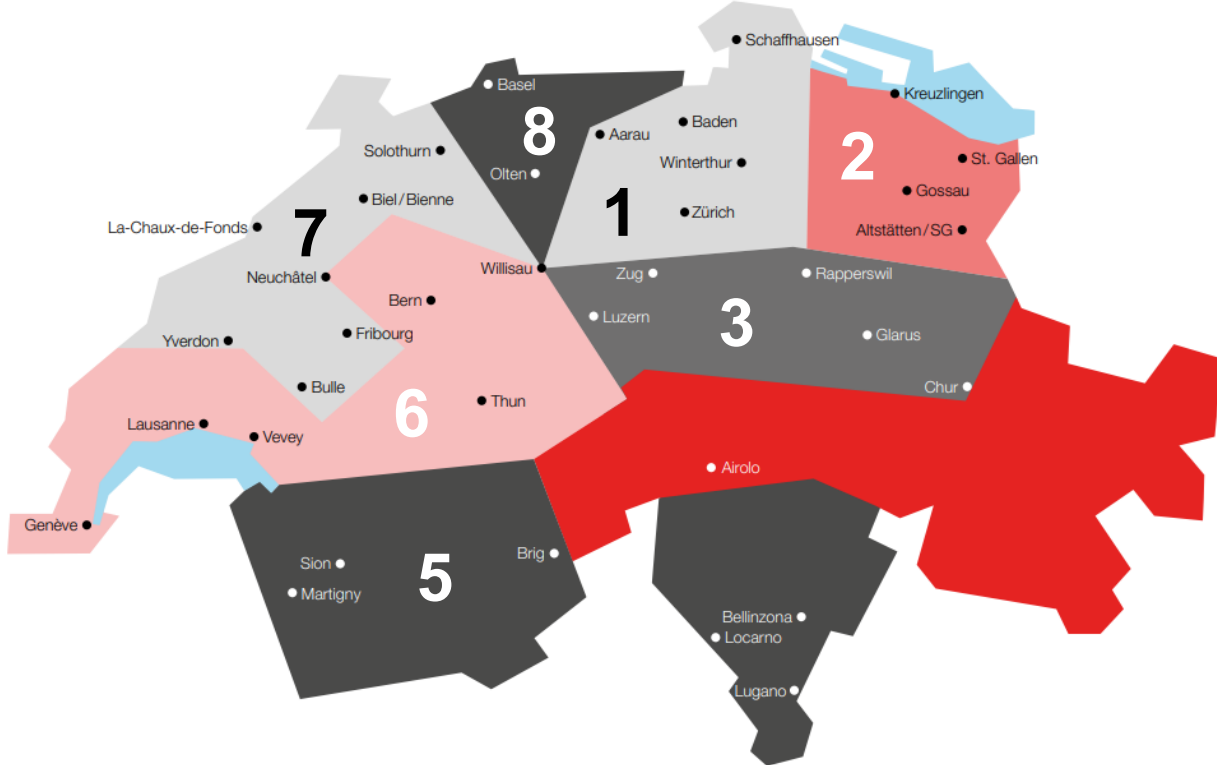 Schaffhausen
Basel
Kreuzlingen
Baden
8
Aarau
Solothurn
2
St. Gallen
Winterthur
Olten
Gossau
Biel/Bienne
1
Zürich
La-Chaux-de-Fonds
7
Altstätten/SG
Willisau
Zug
Rapperswil
Neuchâtel
Bern
Luzern
3
Fribourg
Glarus
Yverdon
Bulle
Chur
Thun
6
Lausanne
Vevey
Airolo
Genève
Brig
Sion
5
Martigny
Bellinzona
Locarno
Lugano